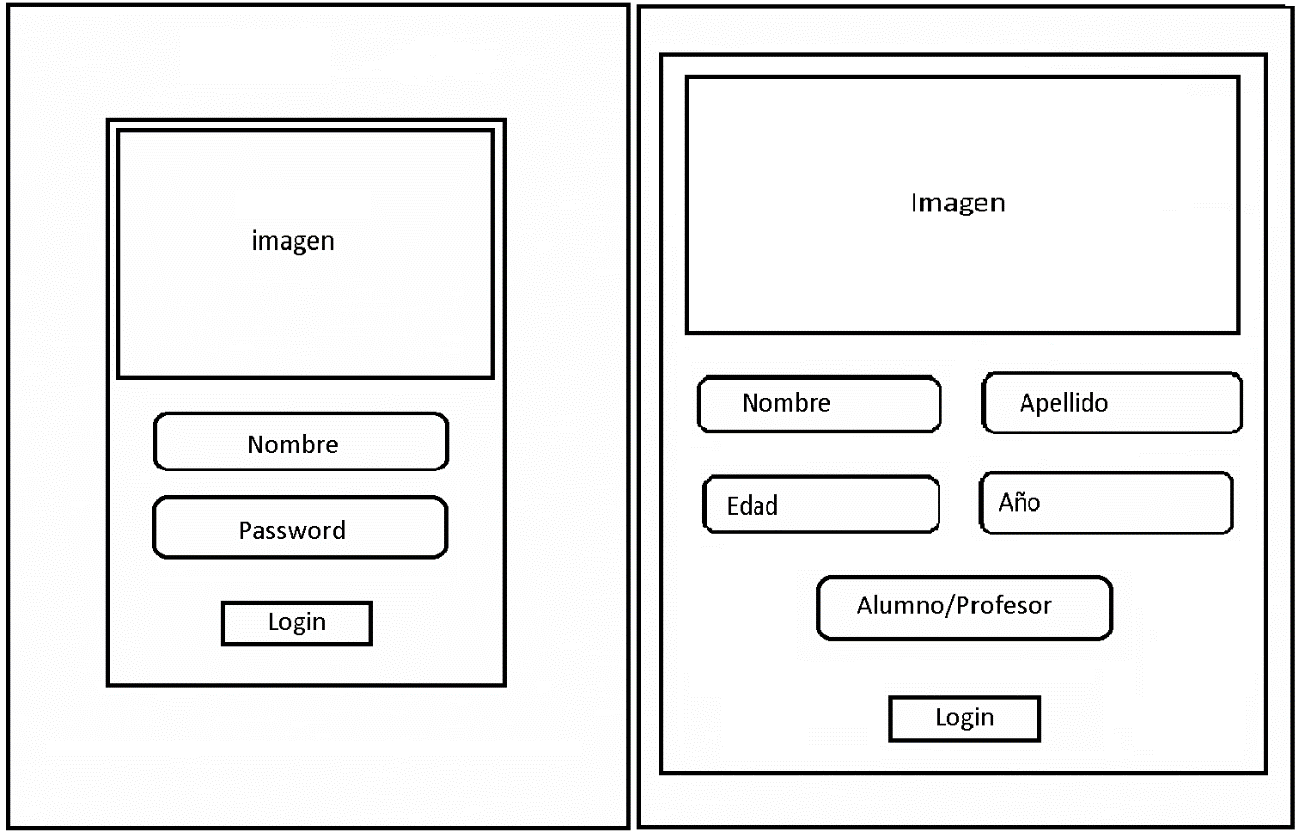 imagen
Nombre
Password
Login
Imagen
Nombre
Apellido
Edad
Año
Alumno/Profesor
Login